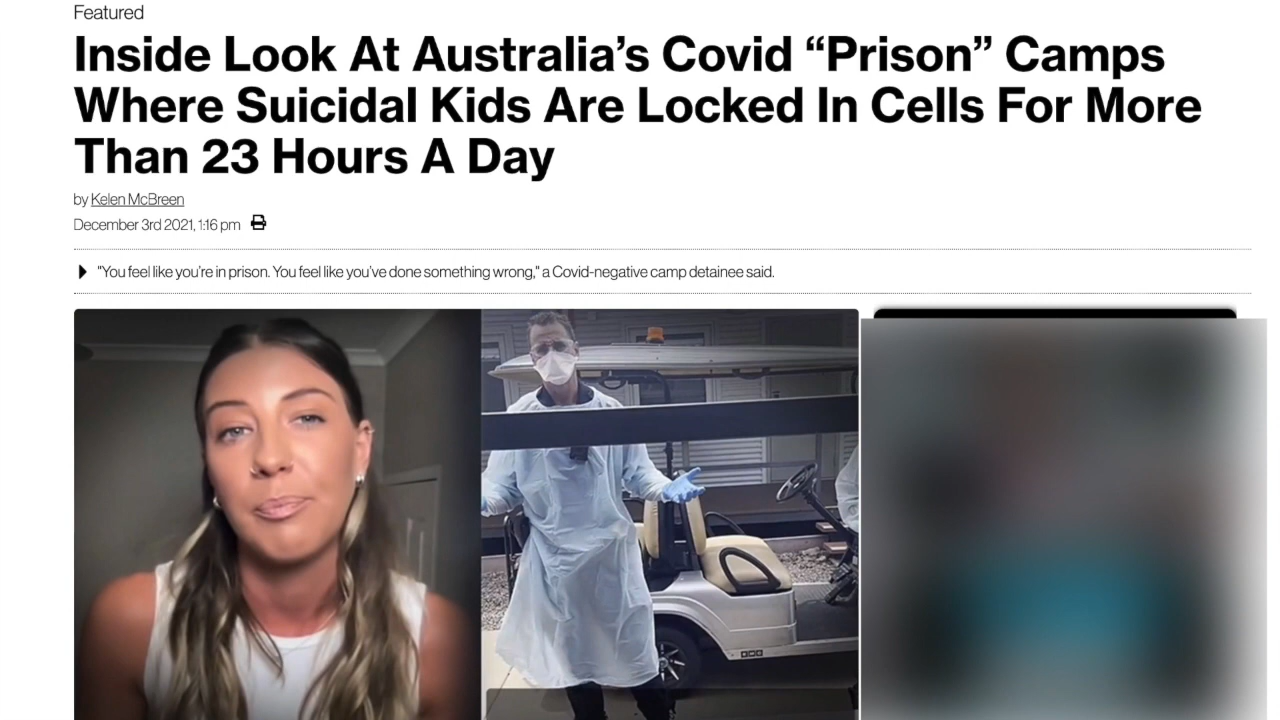 Featured
Inside Look At Australia’s Covid “Prison” Camps
Where Suicidal Kids Are Locked In Cells For More
Than 23 Hours A Day
by Kelen McBreen
December 3rd 2021, 1:16 pm
"You feel like you’re in prison. You feel like you’ve done something wrong," a Covid-negative camp detainee said.